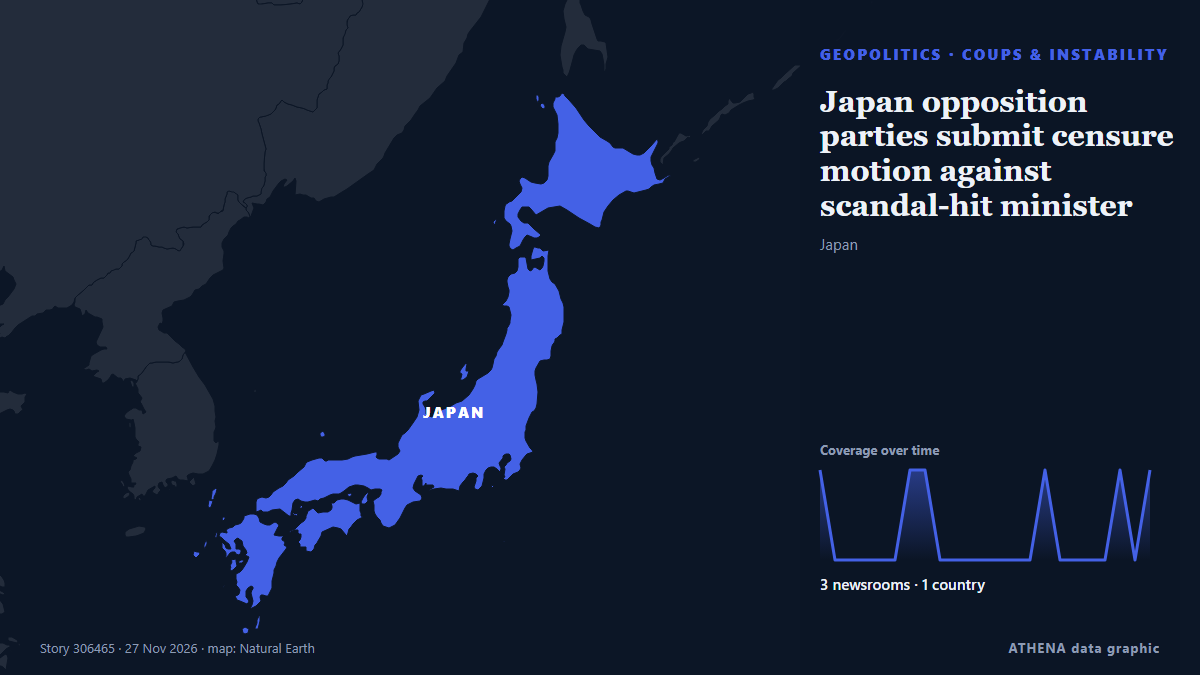 GEOPOLITICS · COUPS & INSTABILITY
Japan opposition
parties submit censure
motion against
scandal-hit minister
Japan
JAPAN
Coverage over time
3 newsrooms · 1 country
Story 306465 · 27 Nov 2026 · map: Natural Earth
ATHENA data graphic